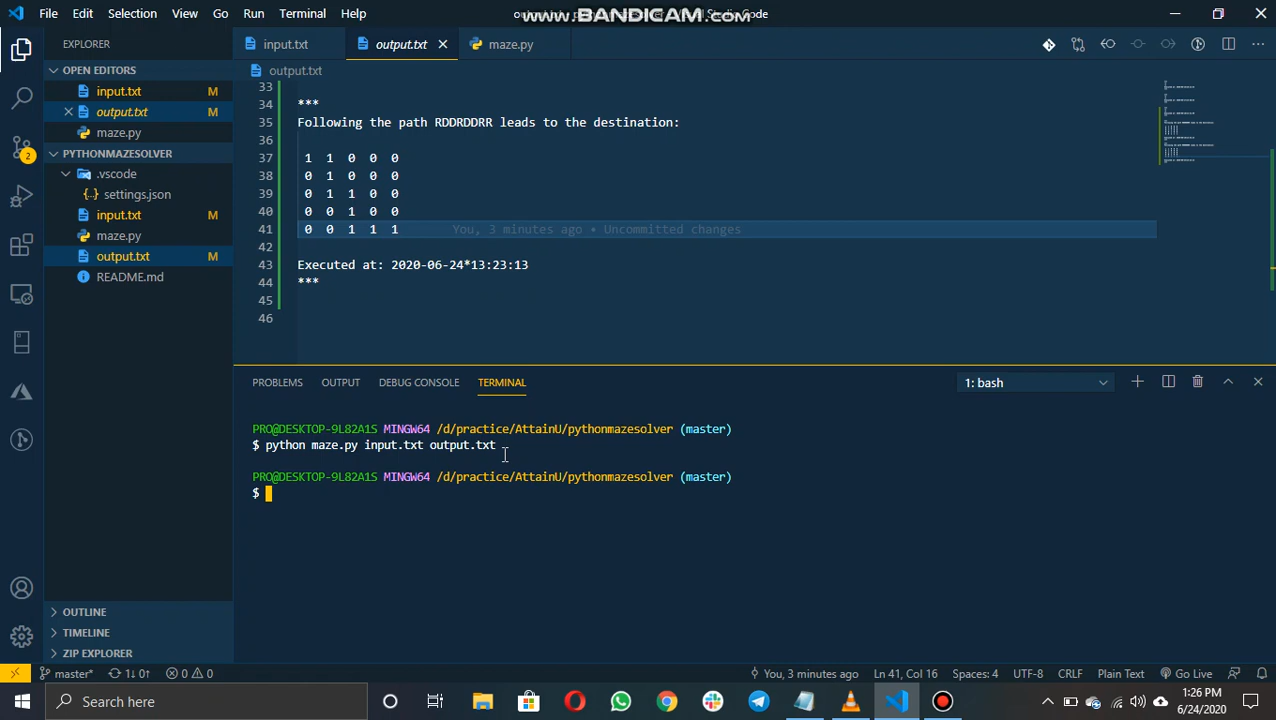 File Edit Selection View Go Run Terminal Help
www.BANDICAM.com
Studio Code
EXPLORER
input.txt
output.txt
maze.py
OPEN EDITORS
input.txt M
output.txt M
maze.py
PYTHONMAZESOLVER
.vscode
{} settings.json
input.txt M
maze.py
output.txt M
README.md
OUTLINE
TIMELINE
ZIP EXPLORER
2
output.txt
33
34 ***
35 Following the path RDDRDDRR leads to the destination:
36
37 1 1 0 0 0
38 0 1 0 0 0
39 0 1 1 0 0
40 0 0 1 0 0
41 0 0 1 1 1 You, 3 minutes ago • Uncommitted changes
42
43 Executed at: 2020-06-24*13:23:13
44 ***
45
46
PROBLEMS OUTPUT DEBUG CONSOLE TERMINAL
1: bash
PRO@DESKTOP-9L82A1S MINGW64 /d/practice/AttainU/pythonmazesolver (master)
$ python maze.py input.txt output.txt
PRO@DESKTOP-9L82A1S MINGW64 /d/practice/AttainU/pythonmazesolver (master)
$
master* 1↓ 0↑ 0 0 You, 3 minutes ago Ln 41, Col 16 Spaces: 4 UTF-8 CRLF Plain Text Go Live
Search here
1:26 PM
6/24/2020